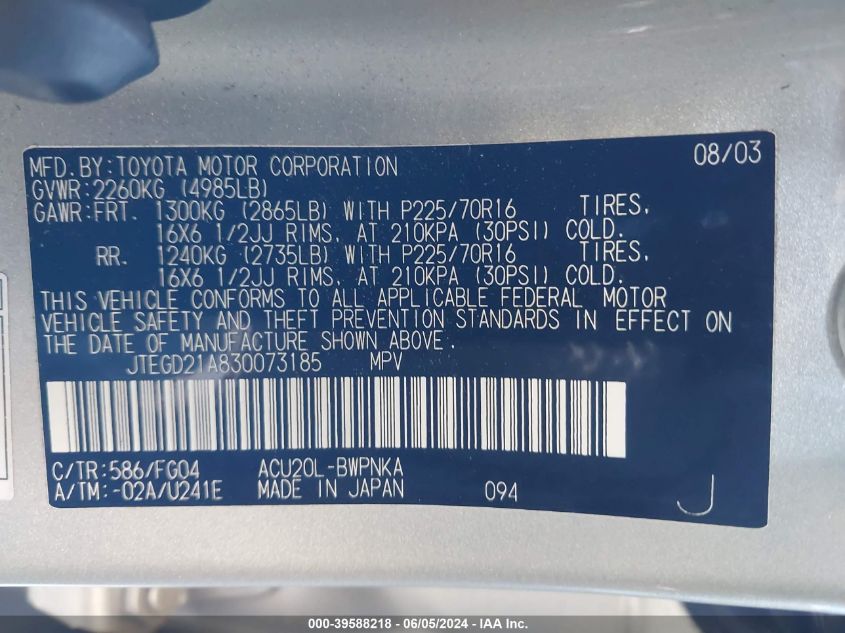 MFD. BY: TOYOTA MOTOR CORPORATION 08/03
GVWR: 2260KG (4985LB)
GAWR: FRT. 1300KG (2865LB) WITH P225/70R16 TIRES,
16X6 1/2JJ RIMS, AT 210KPA (30PSI) COLD.
RR. 1240KG (2735LB) WITH P225/70R16 TIRES,
16X6 1/2JJ RIMS, AT 210KPA (30PSI) COLD.
THIS VEHICLE CONFORMS TO ALL APPLICABLE FEDERAL MOTOR
VEHICLE SAFETY AND THEFT PREVENTION STANDARDS IN EFFECT ON
THE DATE OF MANUFACTURE SHOWN ABOVE.
JTEGD21A830073185 MPV
C/TR: 586/FG04 ACU20L-BWPNKA
A/TM: -02A/U241E MADE IN JAPAN 094 J
000-39588218 - 06/05/2024 - IAA Inc.